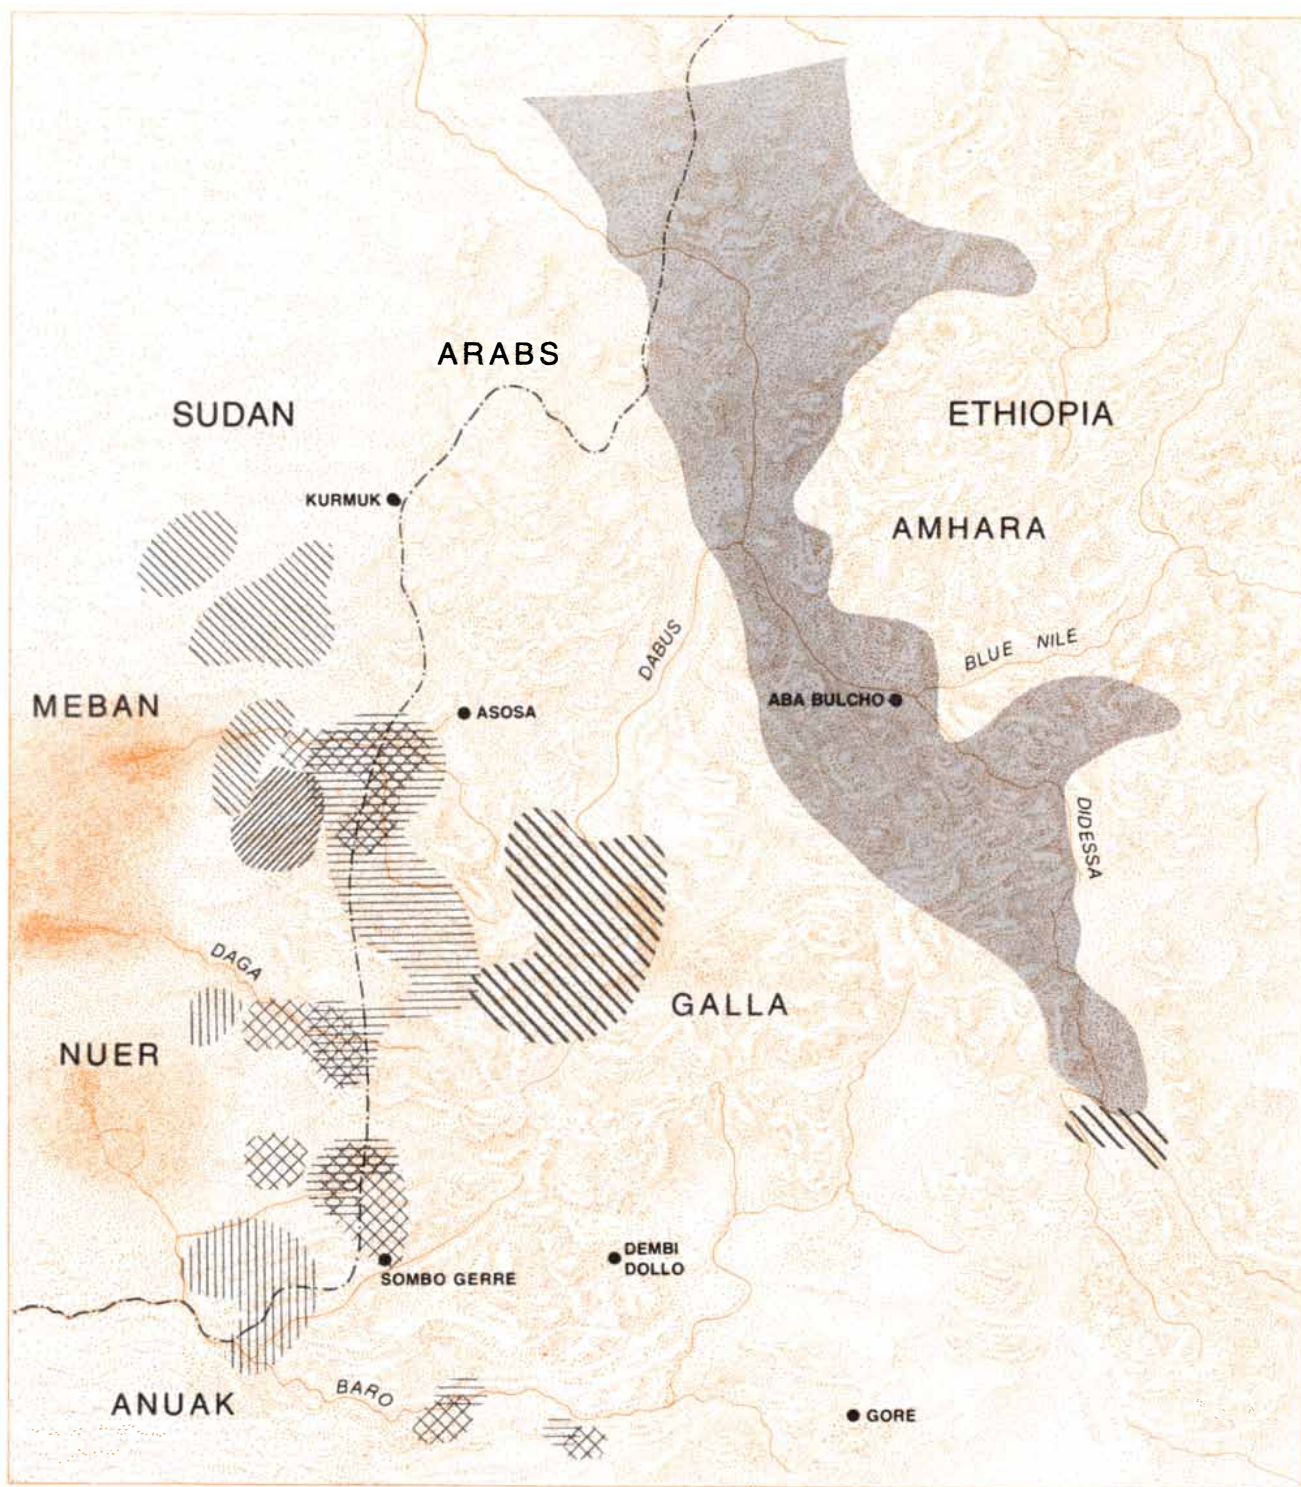 ARABS
SUDAN
ETHIOPIA
KURMUK
AMHARA
DABUS
BLUE NILE
MEBAN
ASOSA
ABA BULCHO
DIDESSA
DAGA
GALLA
NUER
DEMBI
DOLLO
SOMBO GERRE
BARO
ANUAK
GORE